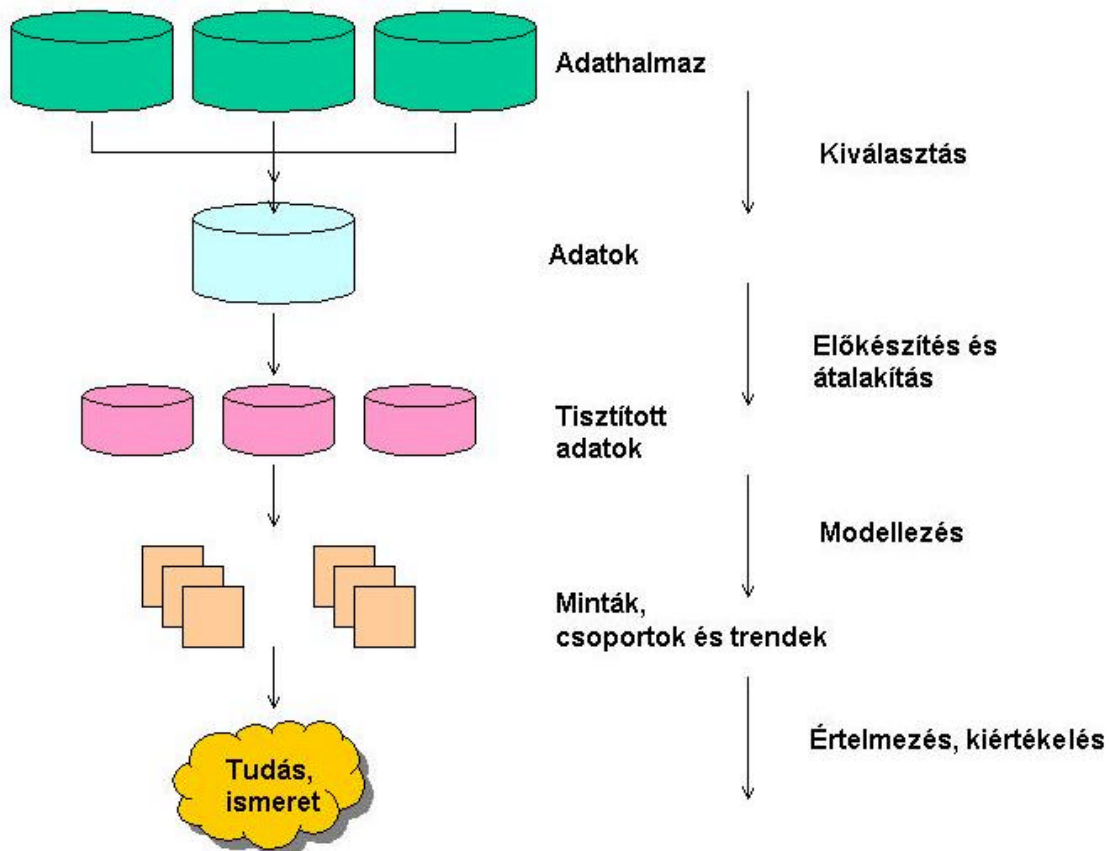 Adathalmaz
Kiválasztás
Adatok
Előkészítés és
átalakítás
Tisztított
adatok
Modellezés
Minták,
csoportok és trendek
Értelmezés, kiértékelés
Tudás,
ismeret